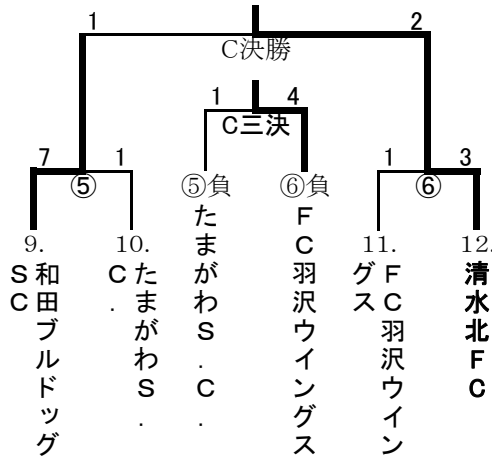 1
2
C決勝
1
4
C三決
7
1
1
3
⑤
⑤負
⑥負
⑥
9.
10.
たまがわS.C.
FC羽沢ウイングス
11.
12.
和田ブルドッグ
SC
たまがわS.
C.
FC羽沢ウイン
グス
清水北FC